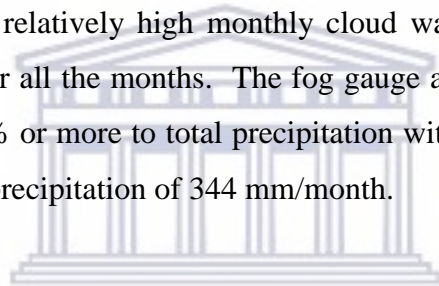 relatively high monthly cloud wa
r all the months. The fog gauge a
% or more to total precipitation wit
precipitation of 344 mm/month.